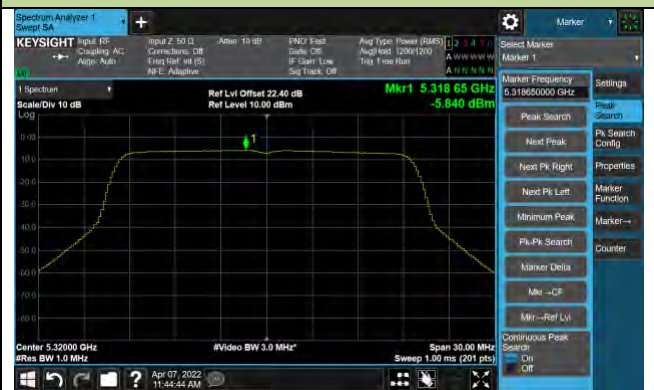 Spectrum Analyzer 1
Swept SA
+
Marker
KEYSIGHT
Input: RF
Coupling: AC
Align: Auto
Input Z: 50 Ω
Corrections: Off
Freq Ref: Int (S)
NFE: Adaptive
Atten: 10 dB
PNO: Fast
Gate: Off
IF Gain: Low
Sig Track: Off
Avg Type: Power (RMS)
Avg|Hold: 1200/1200
Trig: Free Run
1 2 3 4 5 6
A W W W W W
A N N N N N
Select Marker
Marker 1
1 Spectrum
Scale/Div 10 dB
Log
Ref Lvl Offset 22.40 dB
Ref Level 10.00 dBm
Mkr1 5.318 65 GHz
-5.840 dBm
Marker Frequency
5.318650000 GHz
Peak Search
Next Peak
Next Pk Right
Next Pk Left
Minimum Peak
Pk-Pk Search
Marker Delta
Mkr→CF
Mkr→Ref Lvl
Continuous Peak
Search
On
Off
Settings
Peak
Search
Pk Search
Config
Properties
Marker
Function
Marker→
Counter
1
0.00
-10.0
-20.0
-30.0
-40.0
-50.0
-60.0
-70.0
-80.0
Center 5.32000 GHz
#Res BW 1.0 MHz
#Video BW 3.0 MHz*
Span 30.00 MHz
Sweep 1.00 ms (201 pts)
?
Apr 07, 2022
11:44:44 AM